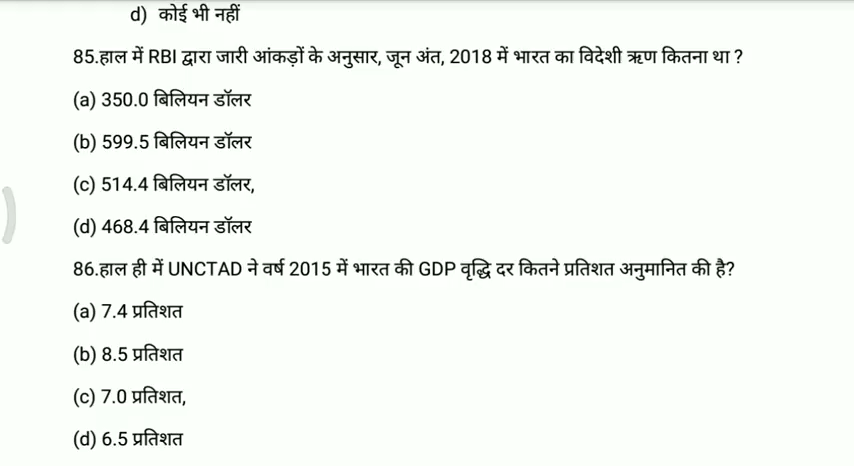 d) कोई भी नहीं
85.हाल में RBI द्वारा जारी आंकड़ों के अनुसार, जून अंत, 2018 में भारत का विदेशी ऋण कितना था ?
(a) 350.0 बिलियन डॉलर
(b) 599.5 बिलियन डॉलर
(c) 514.4 बिलियन डॉलर,
(d) 468.4 बिलियन डॉलर
86.हाल ही में UNCTAD ने वर्ष 2015 में भारत की GDP वृद्धि दर कितने प्रतिशत अनुमानित की है?
(a) 7.4 प्रतिशत
(b) 8.5 प्रतिशत
(c) 7.0 प्रतिशत,
(d) 6.5 प्रतिशत